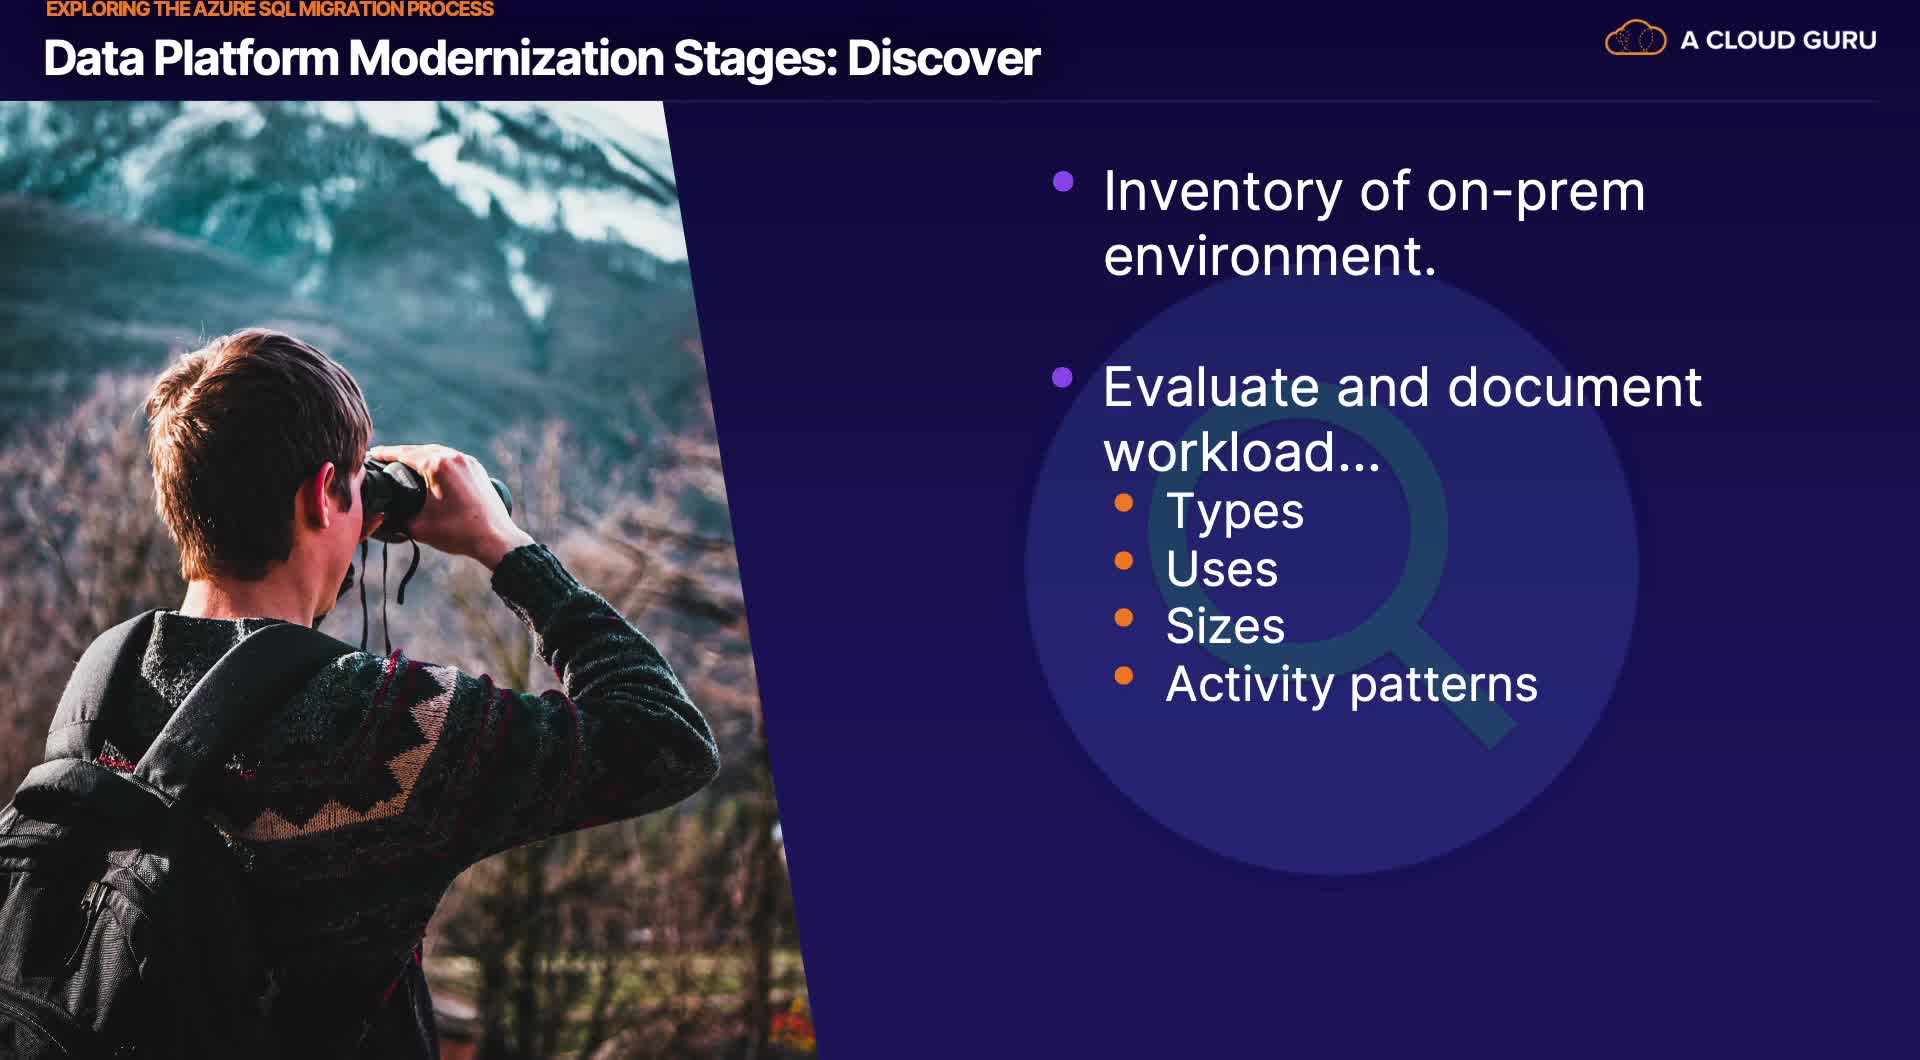 EXPLORING THE AZURE SQL MIGRATION PROCESS
Data Platform Modernization Stages: Discover
A CLOUD GURU
Inventory of on-prem
environment.
Evaluate and document
workload...
Types
Uses
Sizes
Activity patterns